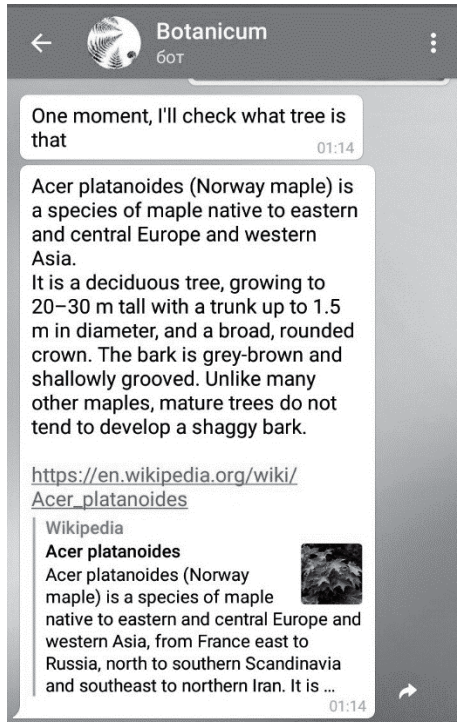 Botanicum
бот
One moment, I'll check what tree is
that
01:14
Acer platanoides (Norway maple) is
a species of maple native to eastern
and central Europe and western
Asia.
It is a deciduous tree, growing to
20–30 m tall with a trunk up to 1.5
m in diameter, and a broad, rounded
crown. The bark is grey-brown and
shallowly grooved. Unlike many
other maples, mature trees do not
tend to develop a shaggy bark.
https://en.wikipedia.org/wiki/
Acer_platanoides
Wikipedia
Acer platanoides
Acer platanoides (Norway
maple) is a species of maple
native to eastern and central Europe and
western Asia, from France east to
Russia, north to southern Scandinavia
and southeast to northern Iran. It is ...
01:14